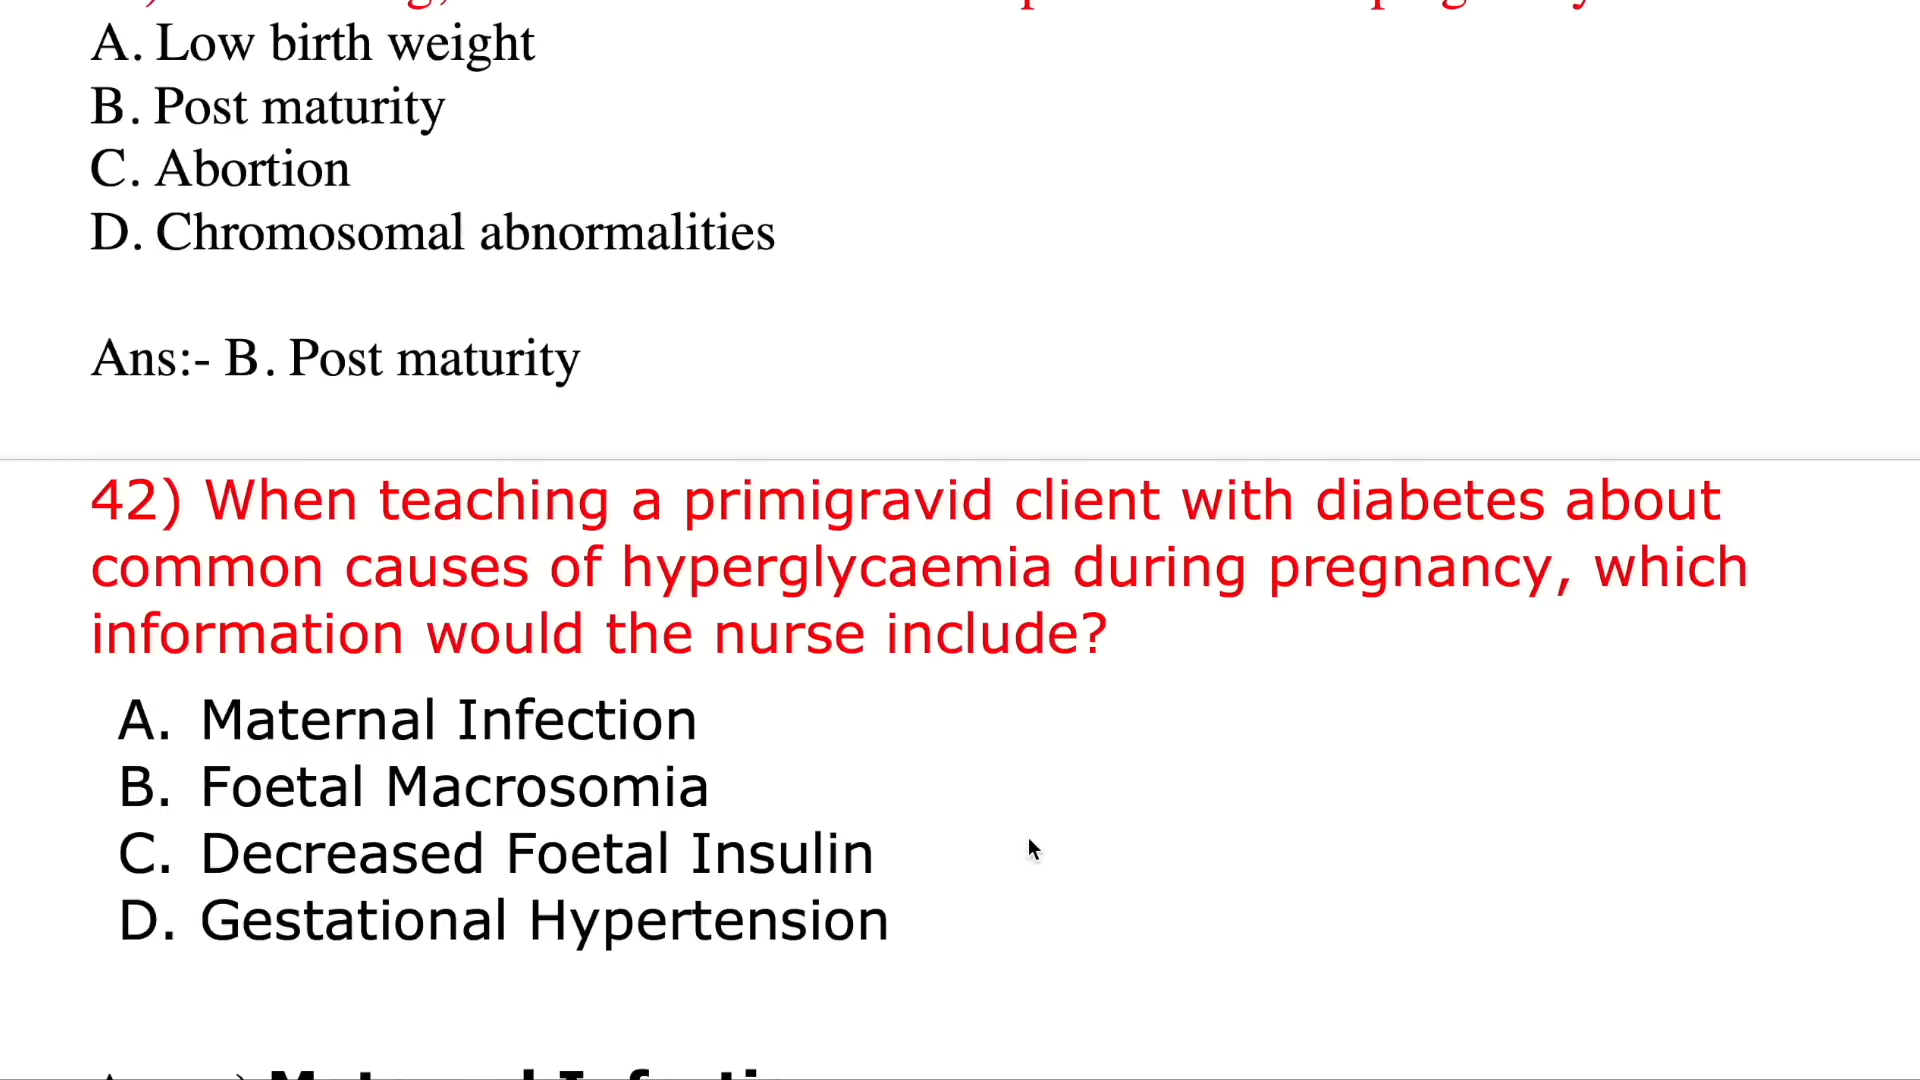 A. Low birth weight
B. Post maturity
C. Abortion
D. Chromosomal abnormalities
Ans:- B. Post maturity
42) When teaching a primigravid client with diabetes about
common causes of hyperglycaemia during pregnancy, which
information would the nurse include?
A. Maternal Infection
B. Foetal Macrosomia
C. Decreased Foetal Insulin
D. Gestational Hypertension